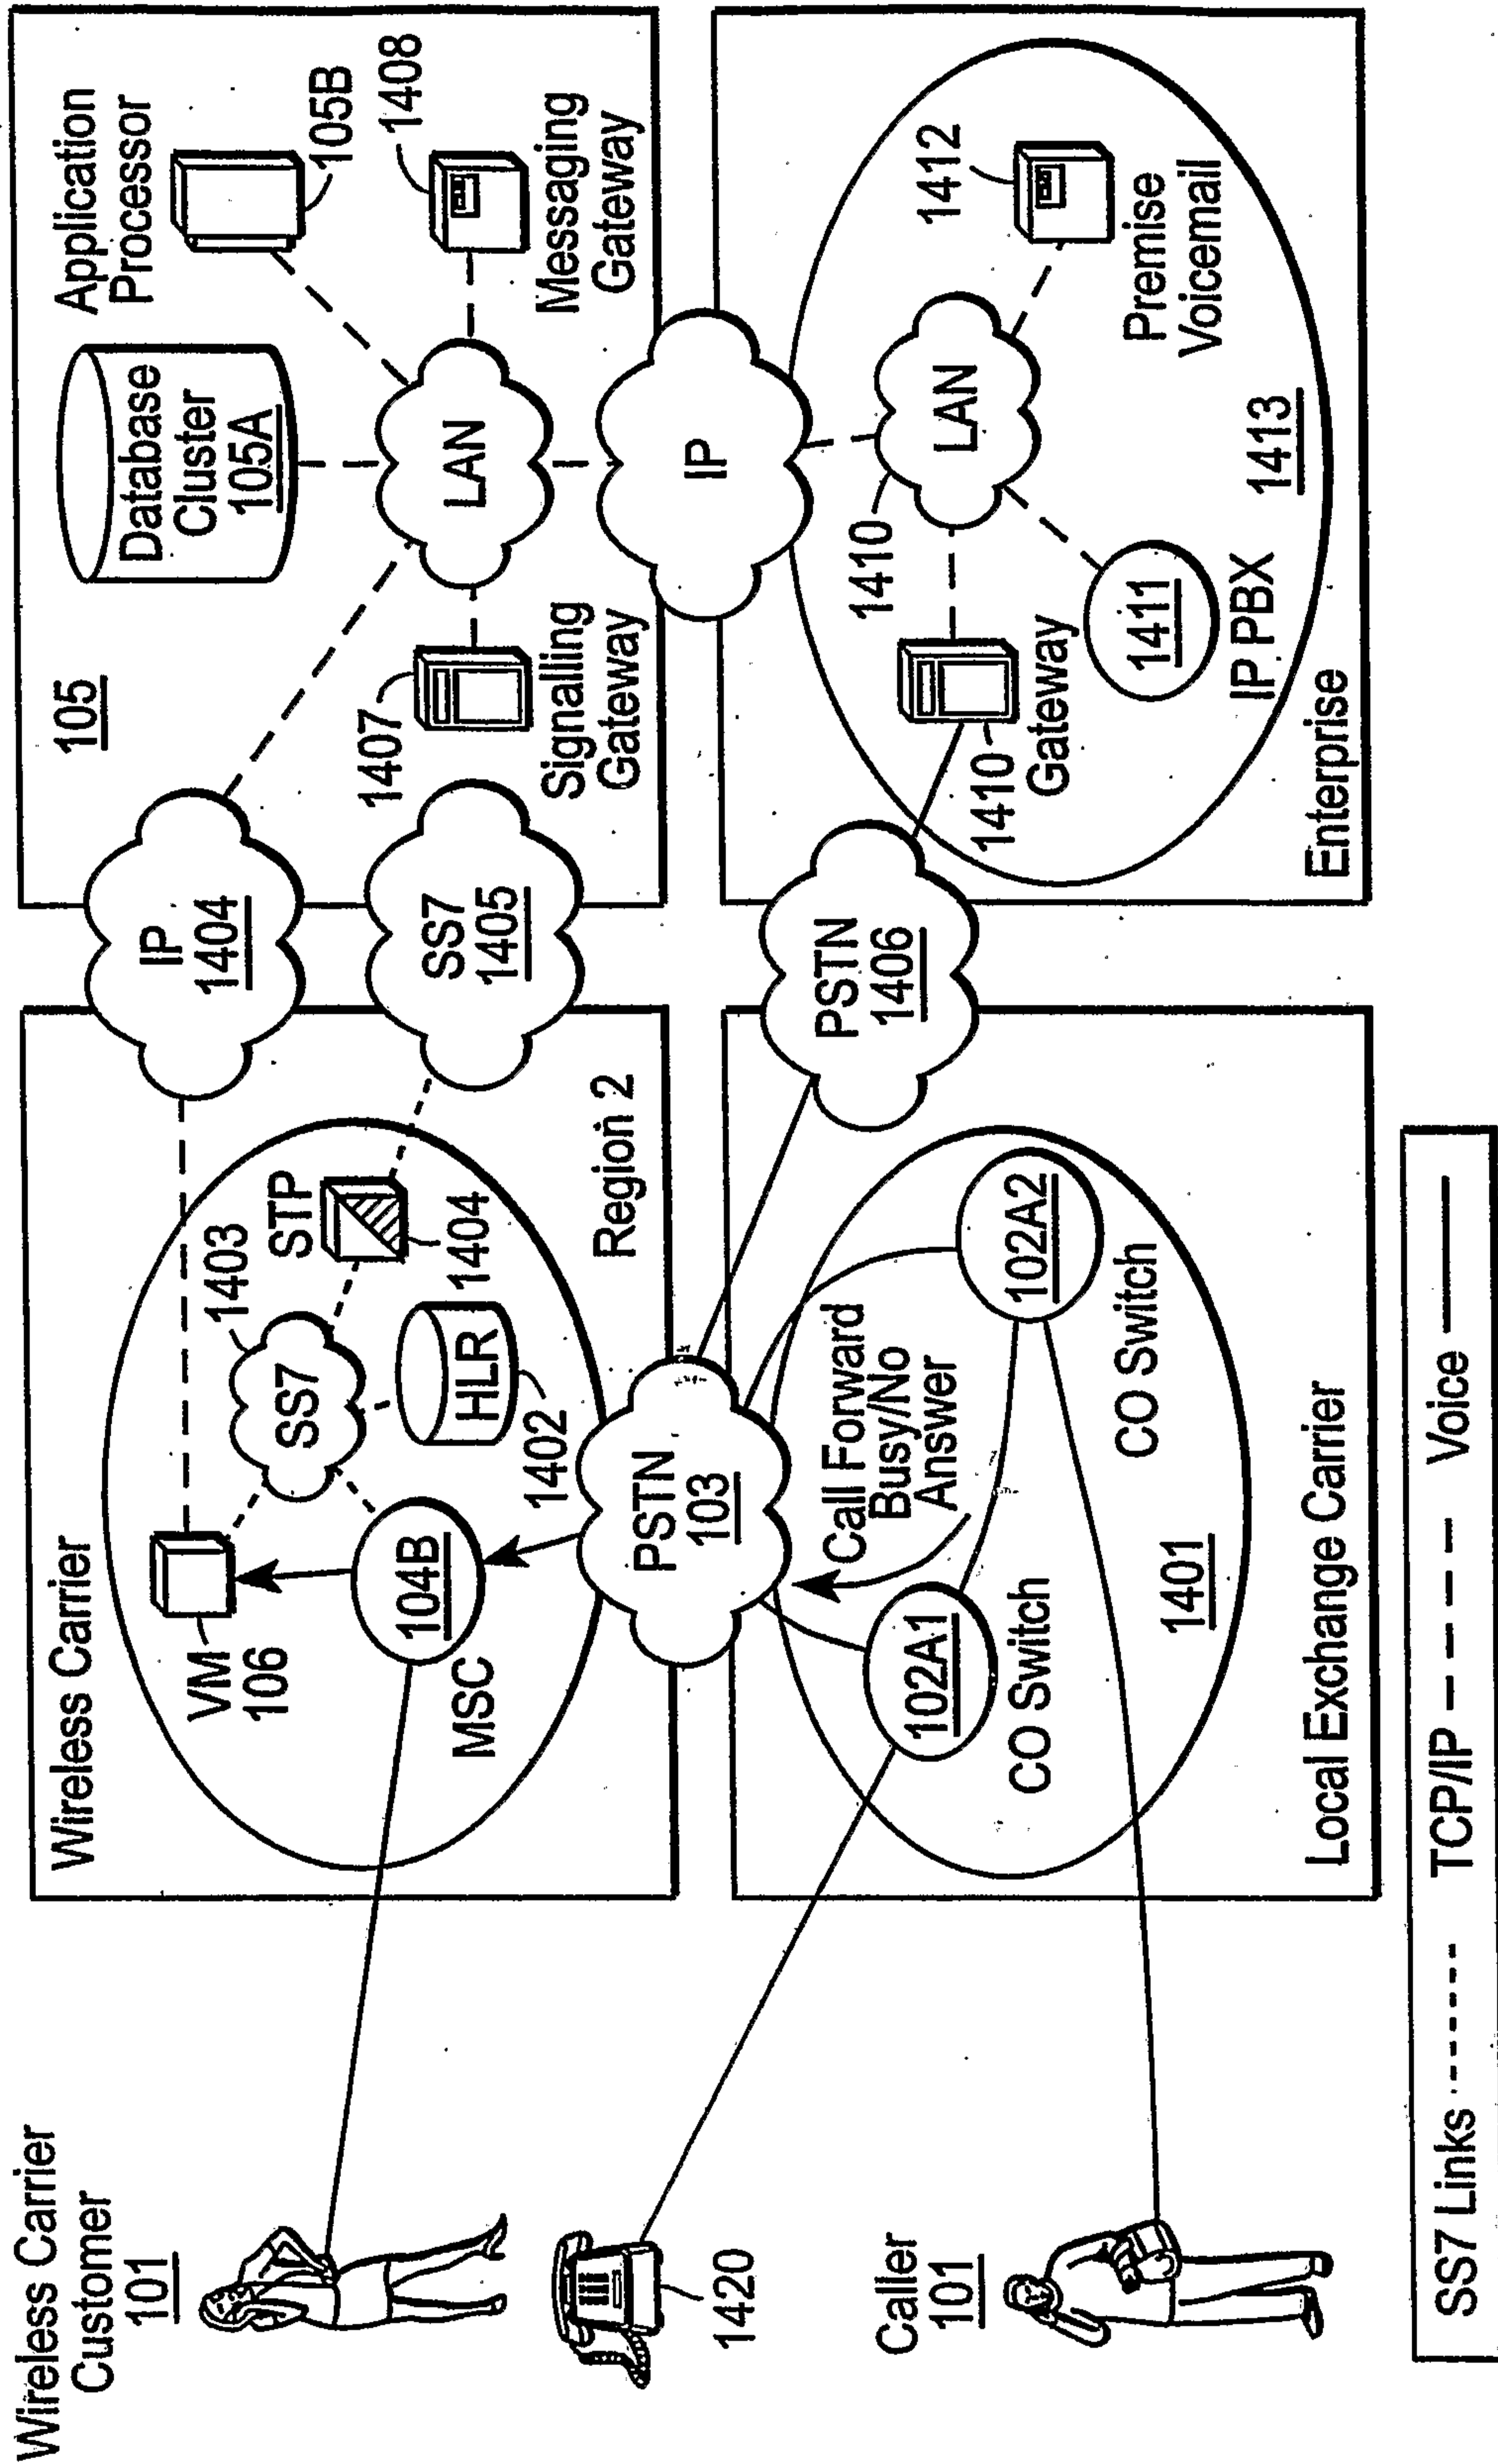 Wireless Carrier
Customer
101
1420
Caller
101
Wireless Carrier
VM
106
104B
MSC
SS7
1403
STP
1404
HLR
1402
Region 2
IP
1404
SS7
1405
105
Database
Cluster
105A
Application
Processor
105B
1408
Messaging
Gateway
LAN
1407
Signalling
Gateway
IP
PSTN
103
PSTN
1406
Call Forward
Busy/No
Answer
102A1
CO Switch
102A2
CO Switch
1401
Local Exchange Carrier
1410
LAN
1410
Gateway
1411
IP PBX
1412
Premise
Voicemail
1413
Enterprise
SS7 Links TCP/IP Voice